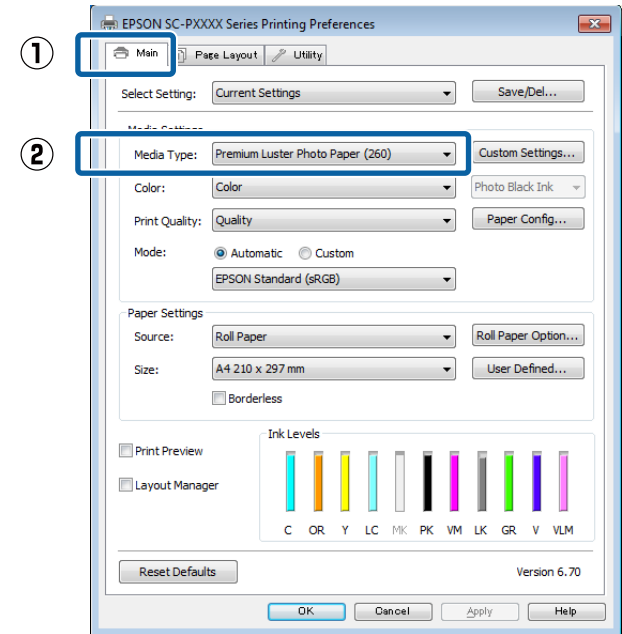 EPSON SC-PXXXX Series Printing Preferences
①
Main Page Layout Utility
Select Setting: Current Settings Save/Del...
Media Settings
②
Media Type: Premium Luster Photo Paper (260) Custom Settings...
Color: Color Photo Black Ink
Print Quality: Quality Paper Config...
Mode: Automatic Custom
EPSON Standard (sRGB)
Paper Settings
Source: Roll Paper Roll Paper Option...
Size: A4 210 x 297 mm User Defined...
Borderless
Ink Levels
Print Preview
Layout Manager
C OR Y LC MK PK VM LK GR V VLM
Reset Defaults Version 6.70
OK Cancel Apply Help